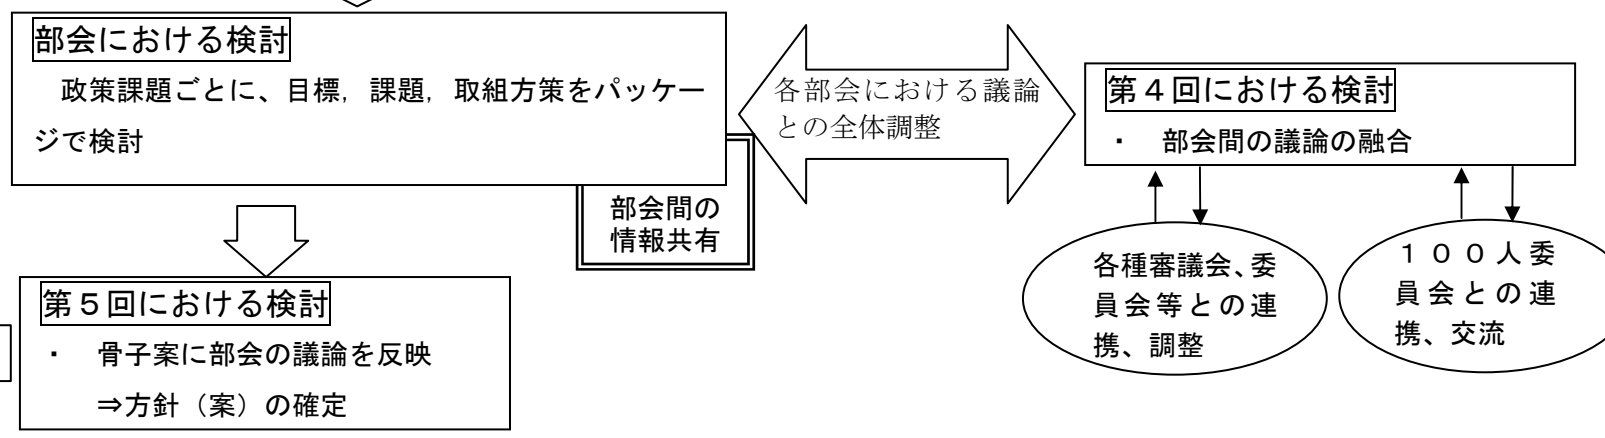 部会における検討
政策課題ごとに、目標，課題，取組方策をパッケー
ジで検討
部会間の
情報共有
各部会における議論
との全体調整
第４回における検討
・　部会間の議論の融合
各種審議会、委
員会等との連
携、調整
１００人委
員会との連
携、交流
第５回における検討
・　骨子案に部会の議論を反映
⇒方針（案）の確定